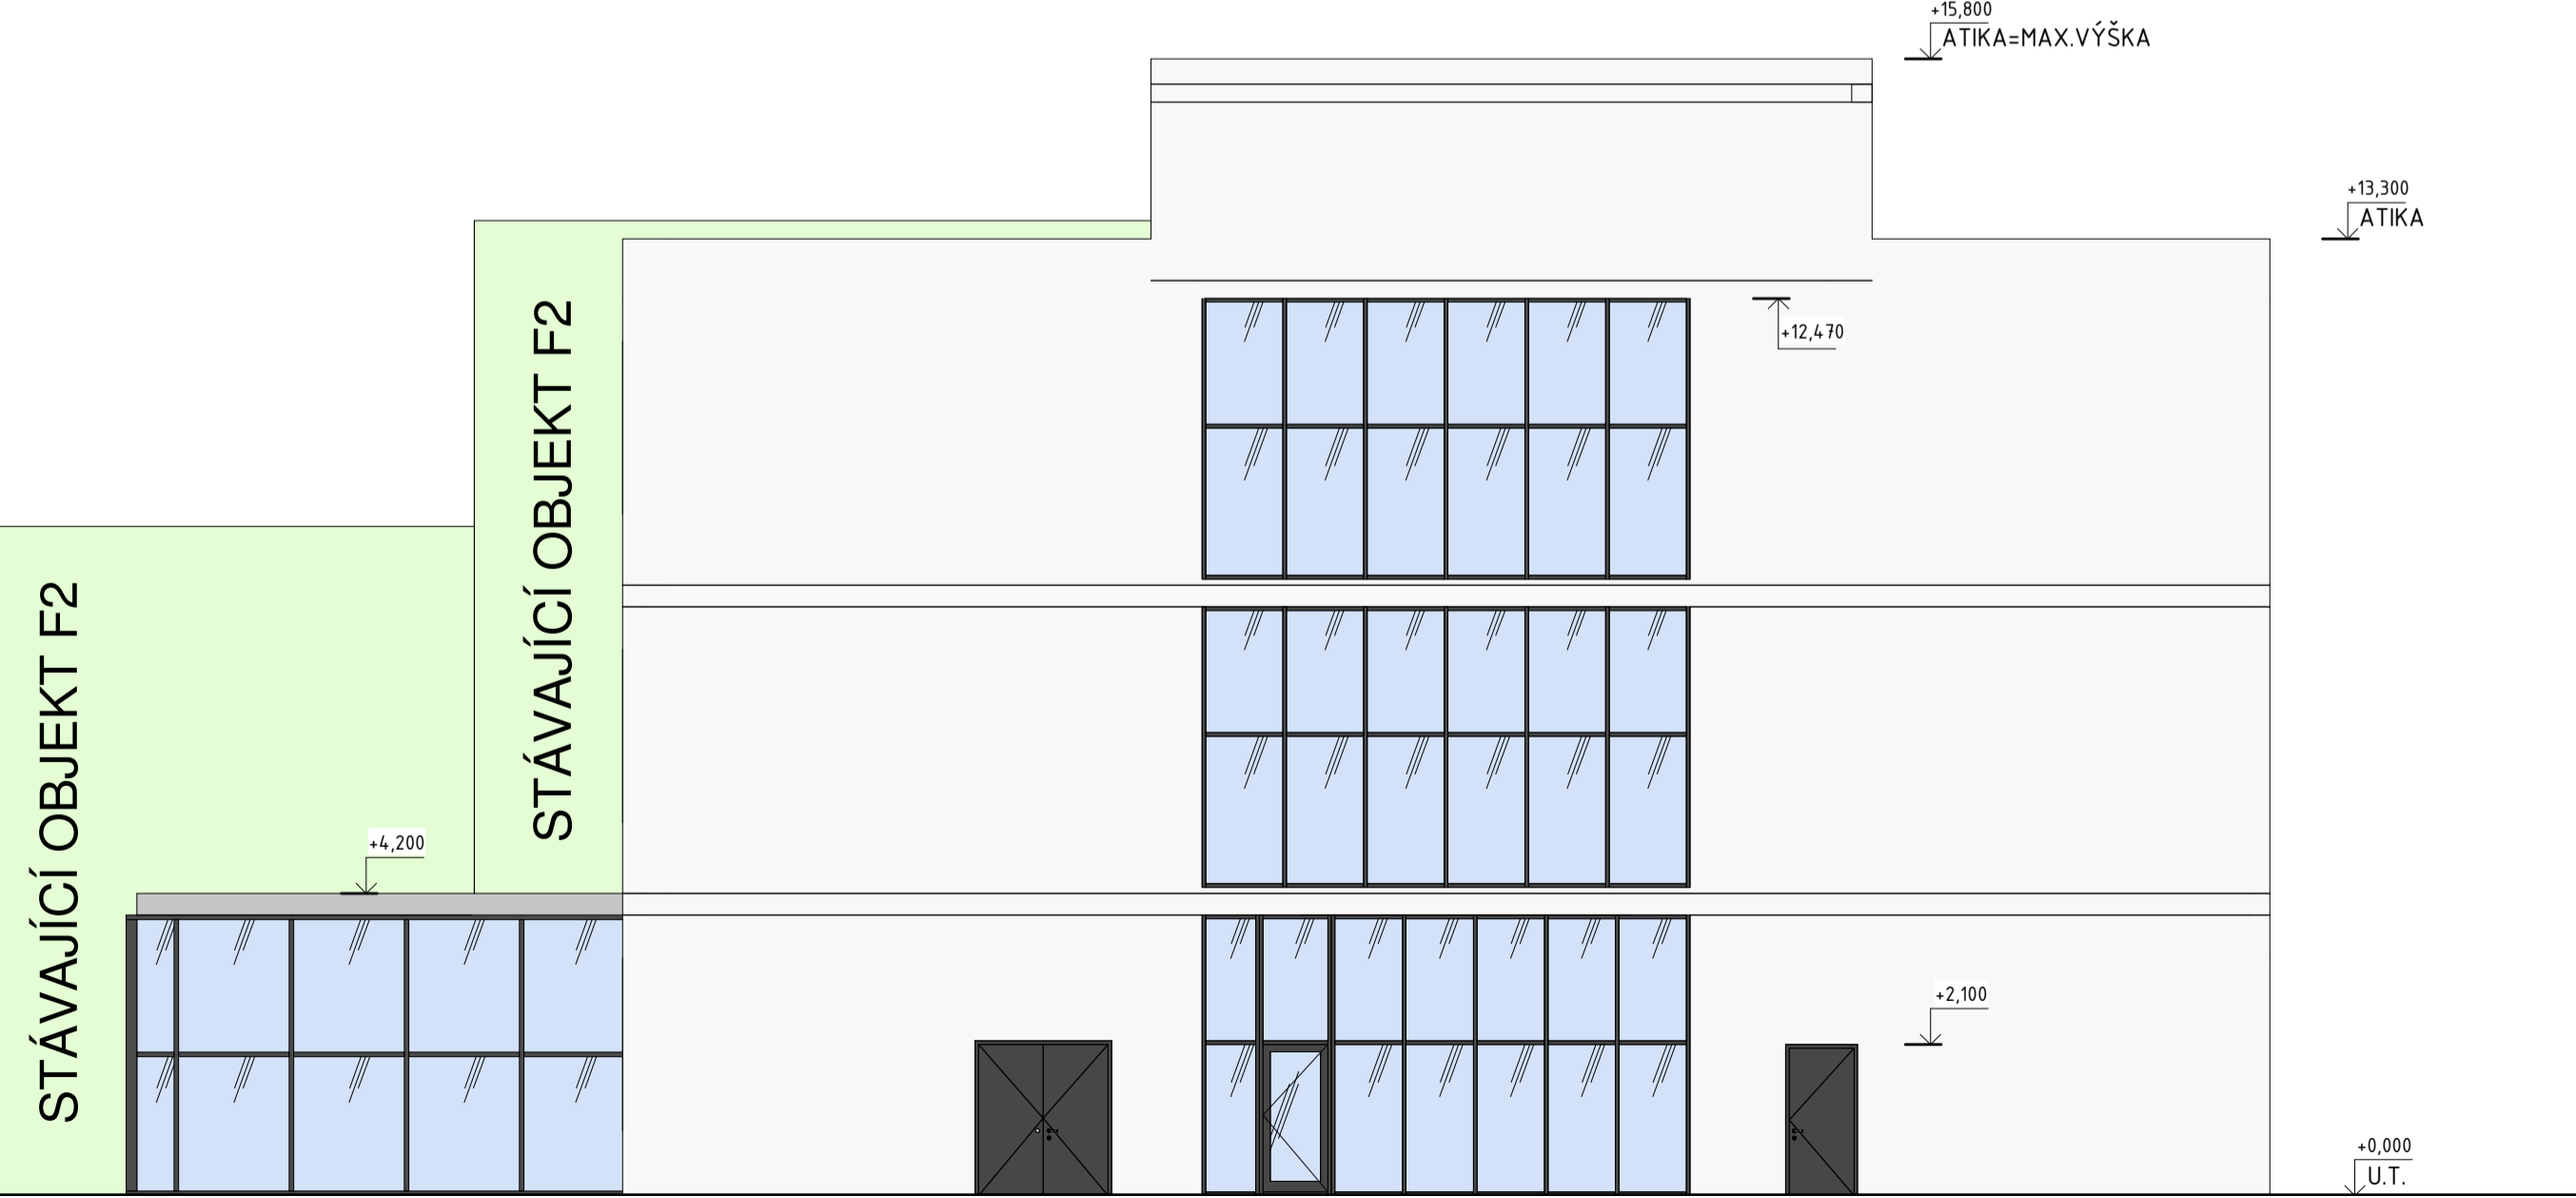 +15,800
ATIKA=MAX.VÝŠKA
+13,300
ATIKA
+12,470
STÁVAJÍCÍ OBJEKT F2
STÁVAJÍCÍ OBJEKT F2
+4,200
+2,100
+0,000
U.T.